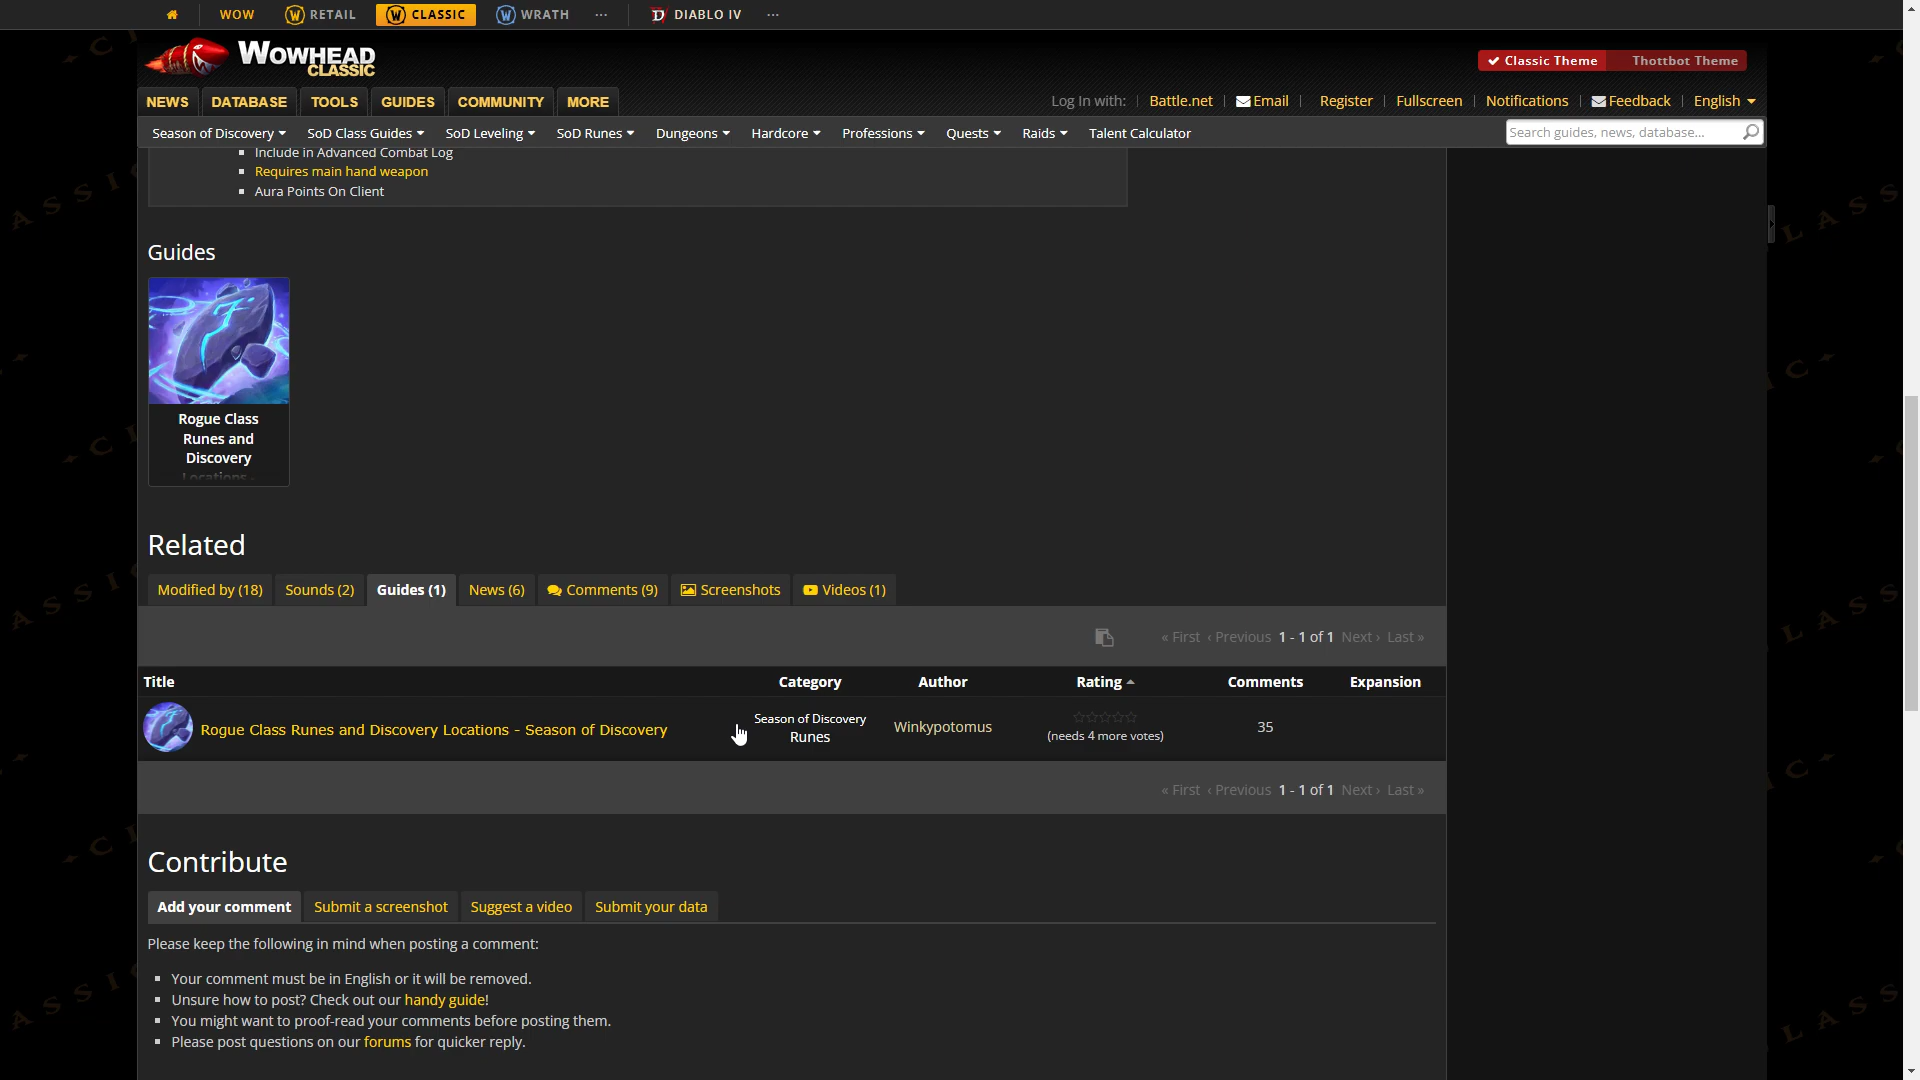 WOW RETAIL CLASSIC WRATH ... DIABLO IV ...
WOWHEAD
CLASSIC
Classic Theme Thottbot Theme
NEWS DATABASE TOOLS GUIDES COMMUNITY MORE
Log In with: Battle.net Email Register Fullscreen Notifications Feedback English
Season of Discovery SoD Class Guides SoD Leveling SoD Runes Dungeons Hardcore Professions Quests Raids Talent Calculator
Search guides, news, database...
Include in Advanced Combat Log
Requires main hand weapon
Aura Points On Client
Guides
Rogue Class
Runes and
Discovery
Locations -
Related
Modified by (18) Sounds (2) Guides (1) News (6) Comments (9) Screenshots Videos (1)
« First ‹ Previous 1 - 1 of 1 Next › Last »
Title Category Author Rating Comments Expansion
Rogue Class Runes and Discovery Locations - Season of Discovery
Season of Discovery
Runes
Winkypotomus
(needs 4 more votes)
35
« First ‹ Previous 1 - 1 of 1 Next › Last »
Contribute
Add your comment Submit a screenshot Suggest a video Submit your data
Please keep the following in mind when posting a comment:
Your comment must be in English or it will be removed.
Unsure how to post? Check out our handy guide!
You might want to proof-read your comments before posting them.
Please post questions on our forums for quicker reply.